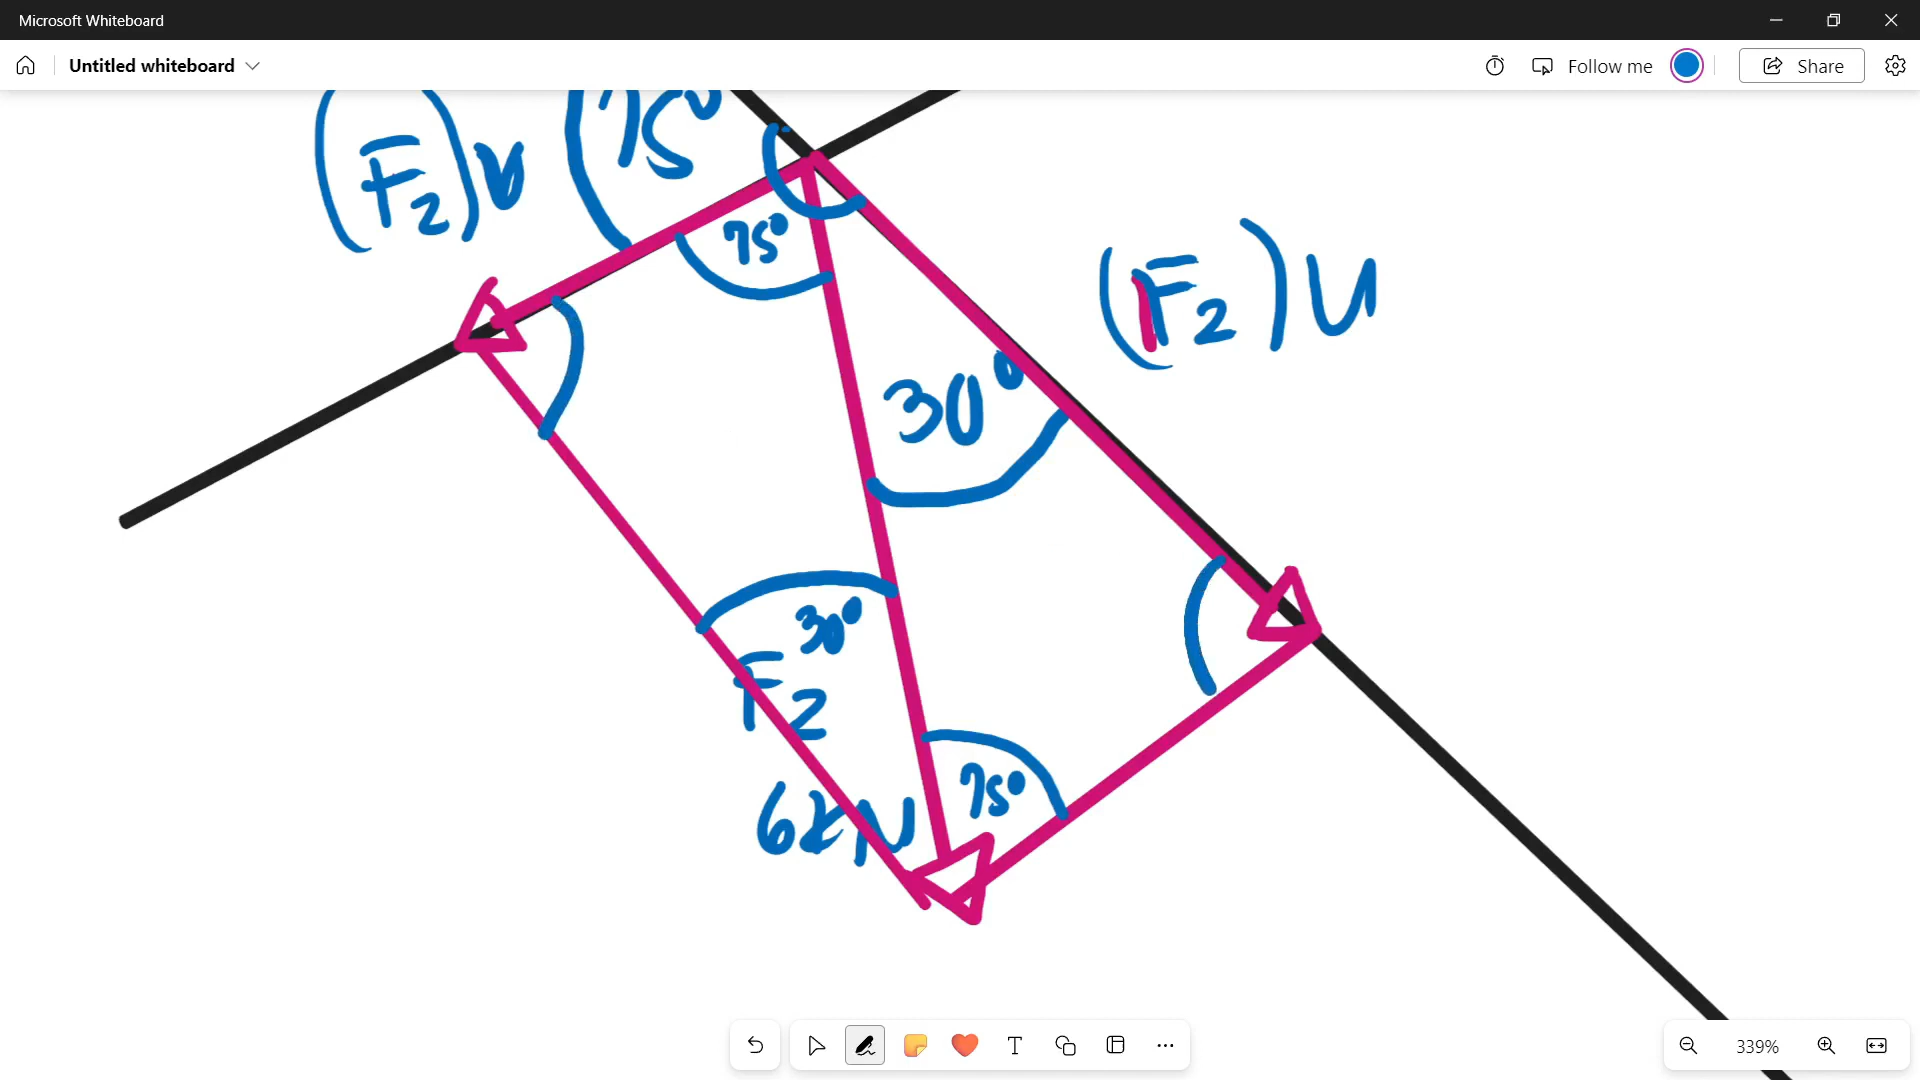 Microsoft Whiteboard
Untitled whiteboard
Follow me
Share
(F2)v
75°
75°
(F2)u
30°
30°
F2
6kN
75°
339%